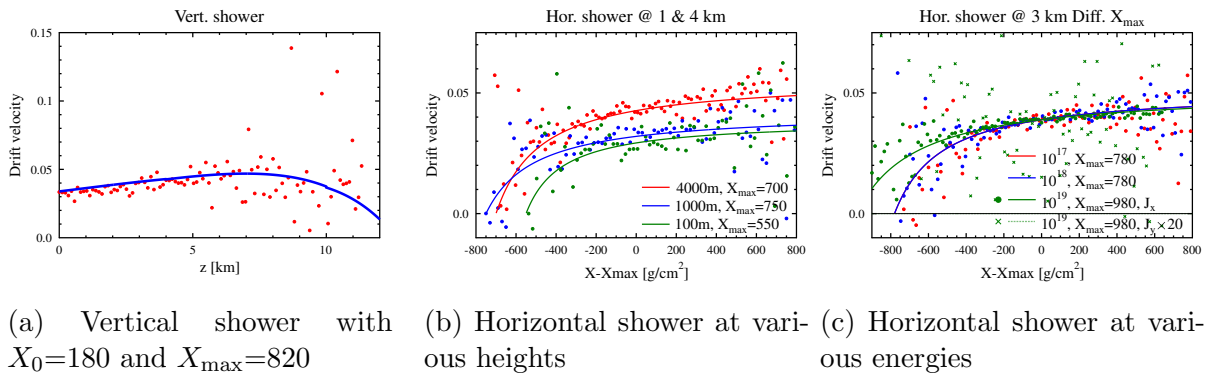 Vert. shower
Drift velocity
0.15
0.1
0.05
0.0
0
5
10
z [km]
(a) Vertical shower with
X₀=180 and Xmax=820
Hor. shower @ 1 & 4 km
Drift velocity
0.05
0.0
4000m, Xmax=700
1000m, Xmax=750
100m, Xmax=550
-800 -600 -400 -200 0 200 400 600 800
X-Xmax [g/cm²]
(b) Horizontal shower at vari-
ous heights
Hor. shower @ 3 km Diff. Xmax
Drift velocity
0.05
0.0
10¹⁷, Xmax=780
10¹⁸, Xmax=780
10¹⁹, Xmax=980, Jₓ
10¹⁹, Xmax=980, Jy×20
-800 -600 -400 -200 0 200 400 600 800
X-Xmax [g/cm²]
(c) Horizontal shower at vari-
ous energies